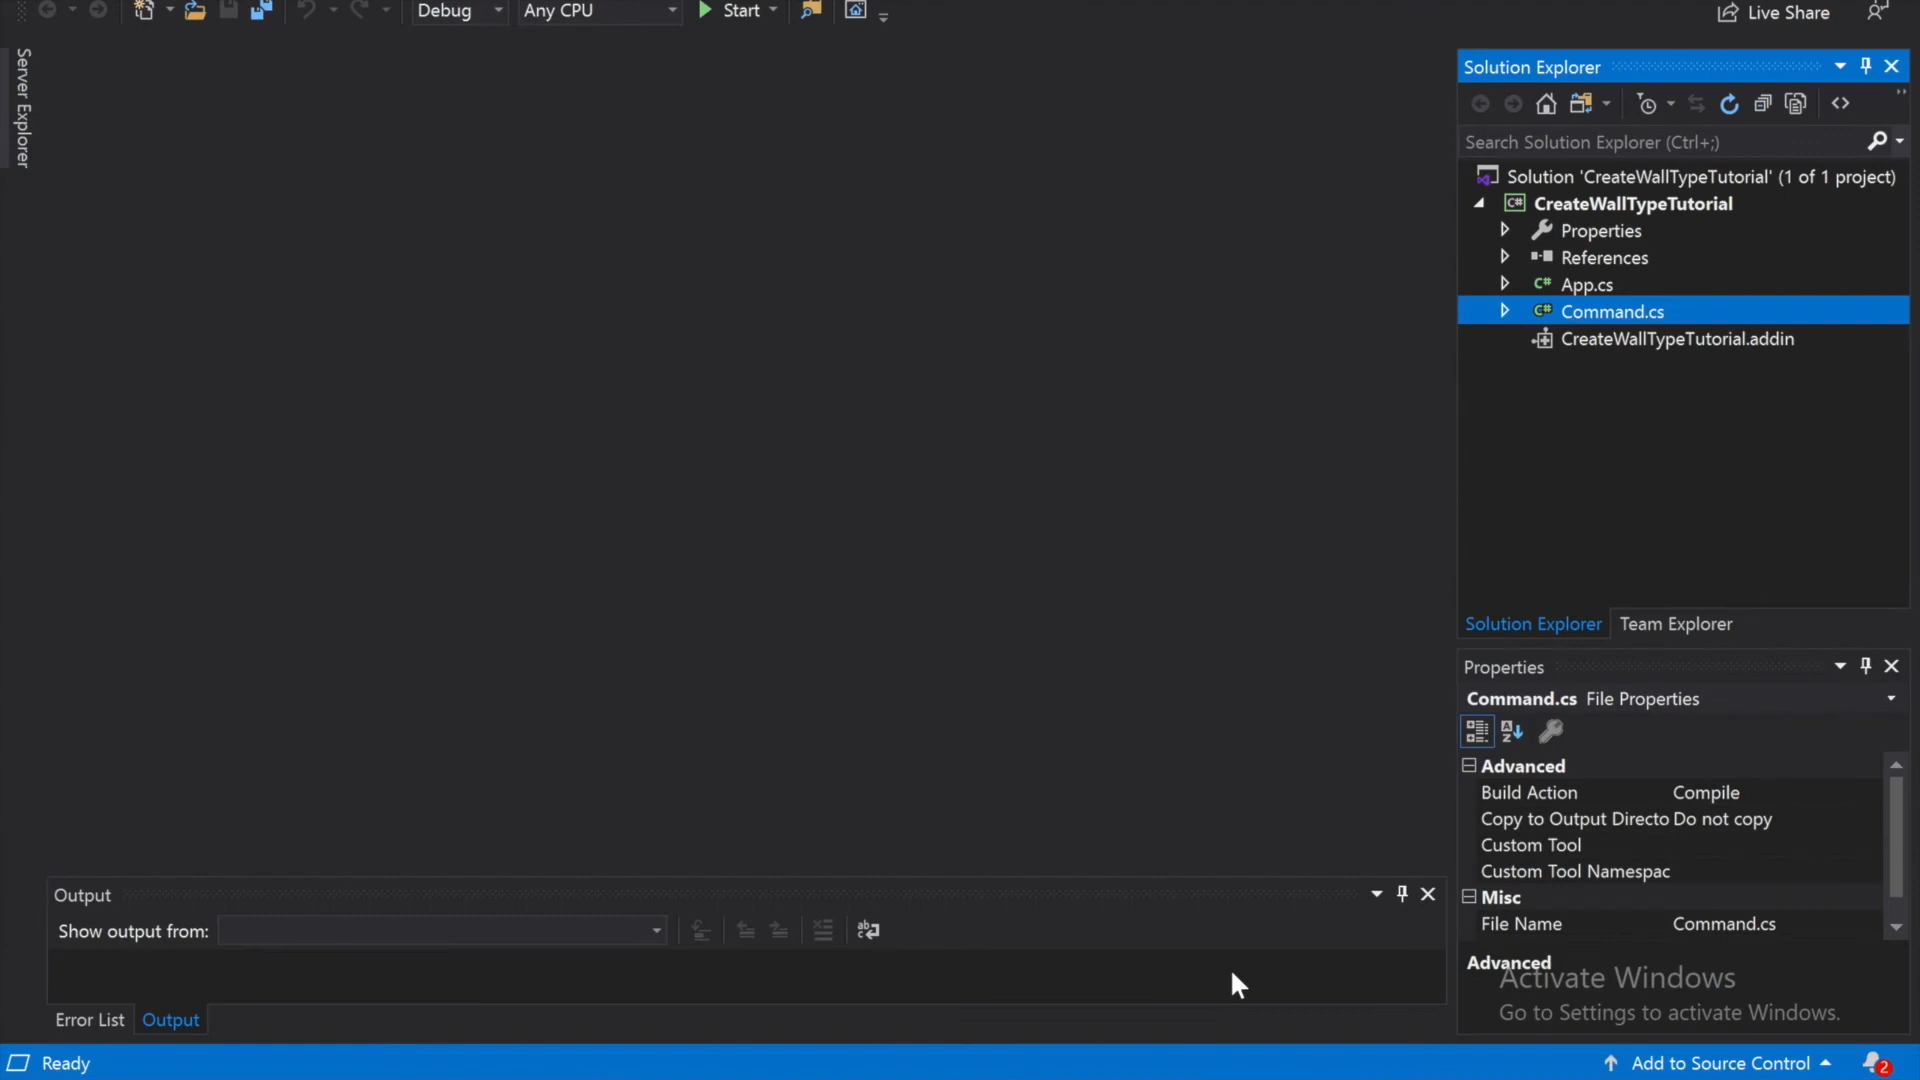 Debug
Any CPU
Start
Live Share
Server Explorer
Solution Explorer
Search Solution Explorer (Ctrl+;)
Solution 'CreateWallTypeTutorial' (1 of 1 project)
C# CreateWallTypeTutorial
Properties
References
C# App.cs
C# Command.cs
CreateWallTypeTutorial.addin
Solution Explorer
Team Explorer
Properties
Command.cs File Properties
Advanced
Build Action Compile
Copy to Output Directo Do not copy
Custom Tool
Custom Tool Namespac
Misc
File Name Command.cs
Advanced
Activate Windows
Go to Settings to activate Windows.
Output
Show output from:
Error List
Output
Ready
Add to Source Control
2